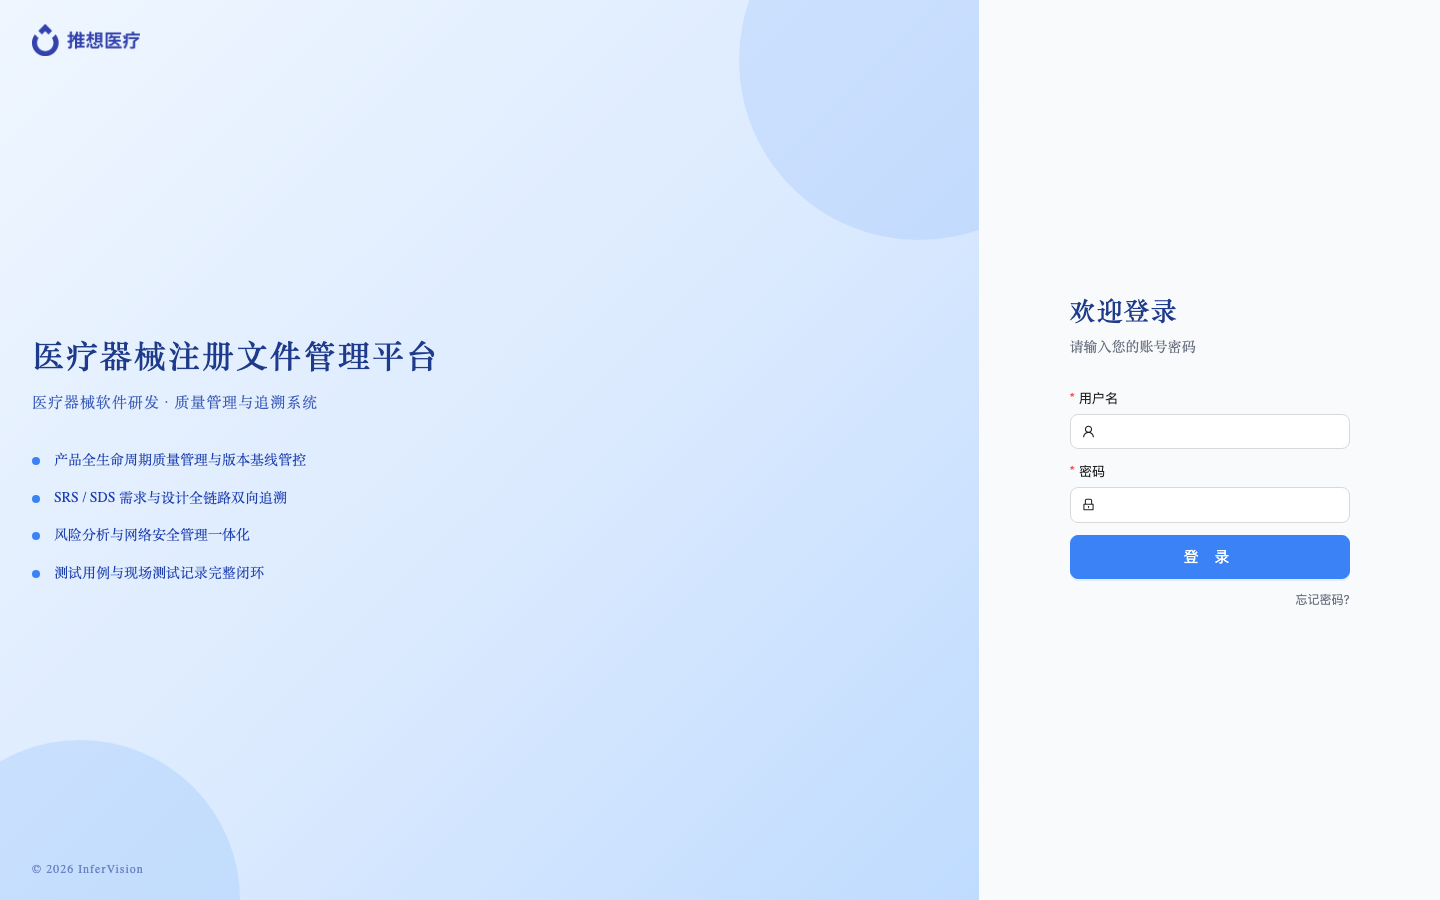 推想医疗
医疗器械注册文件管理平台
医疗器械软件研发 · 质量管理与追溯系统
产品全生命周期质量管理与版本基线管控
SRS / SDS 需求与设计全链路双向追溯
风险分析与网络安全管理一体化
测试用例与现场测试记录完整闭环
© 2026 InferVision
欢迎登录
请输入您的账号密码
* 用户名
* 密码
登 录
忘记密码?